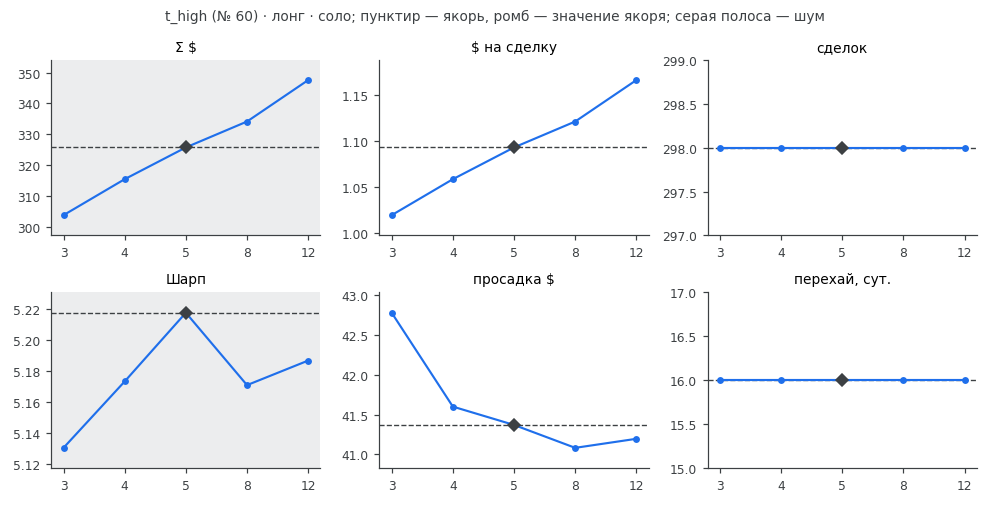 t_high (№ 60) · лонг · соло; пунктир — якорь, ромб — значение якоря; серая полоса — шум
Σ $
350
340
330
320
310
300
3 4 5 8 12
$ на сделку
1.15
1.10
1.05
1.00
3 4 5 8 12
сделок
299.0
298.5
298.0
297.5
297.0
3 4 5 8 12
Шарп
5.22
5.20
5.18
5.16
5.14
5.12
3 4 5 8 12
просадка $
43.0
42.5
42.0
41.5
41.0
3 4 5 8 12
перехай, сут.
17.0
16.5
16.0
15.5
15.0
3 4 5 8 12